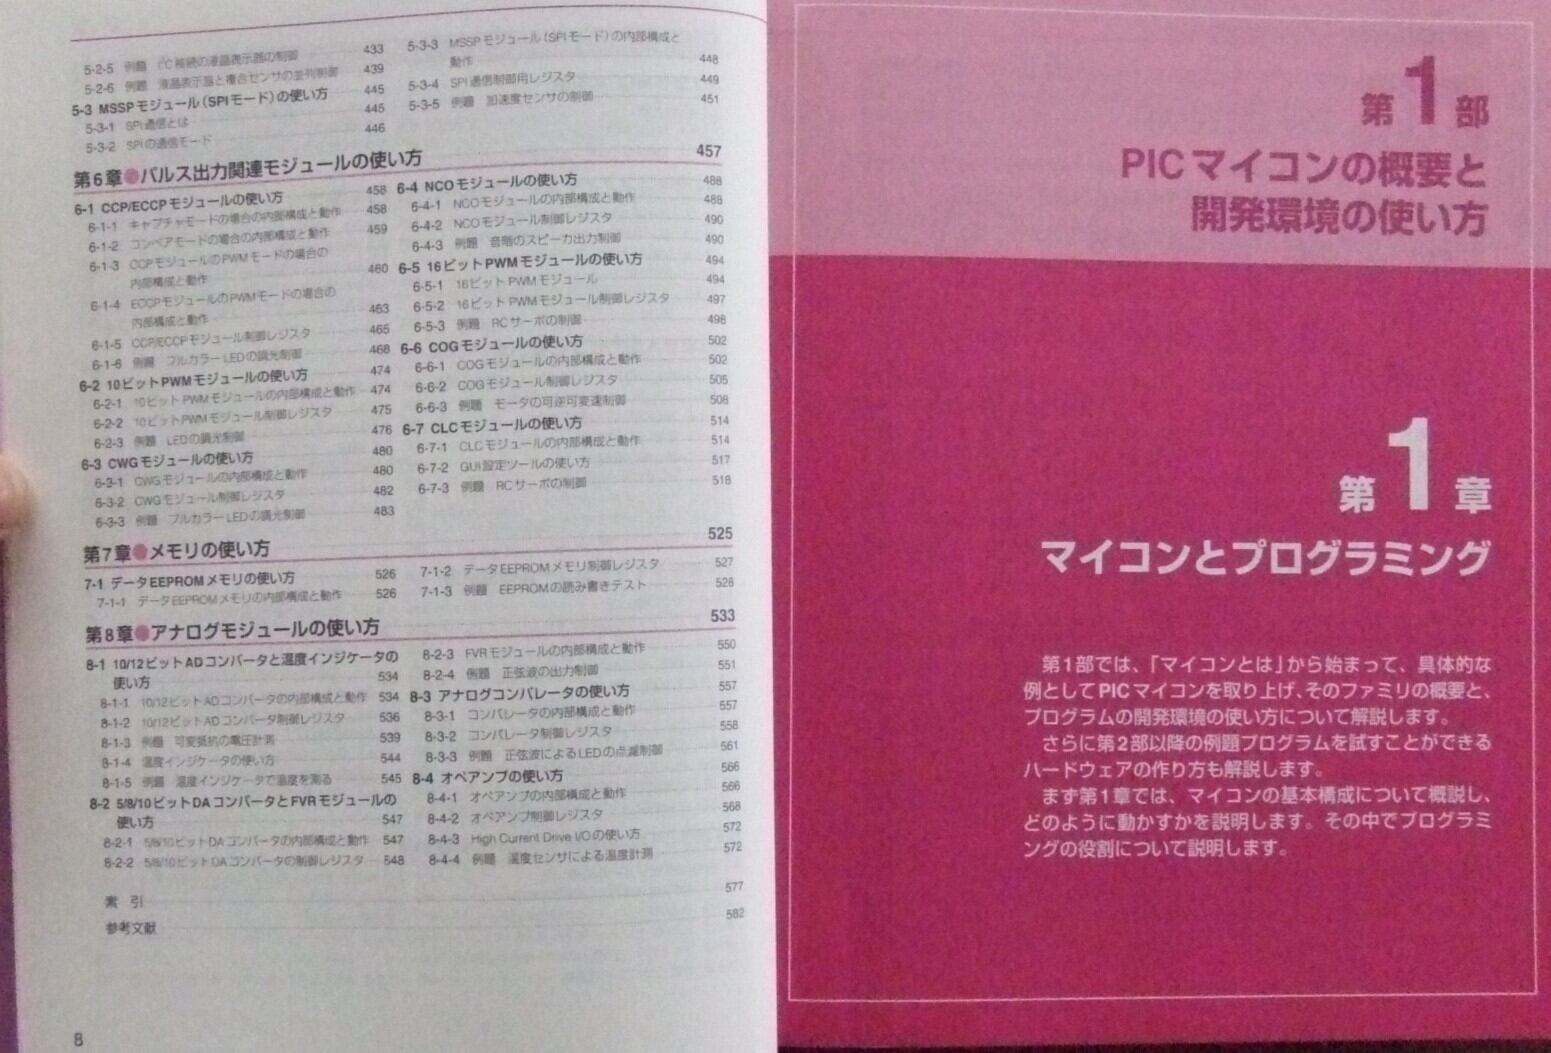 5-2-5 例題 I²C接続の液晶表示器の制御 433
5-2-6 例題 液晶表示器と複合センサの並列制御 439
5-3 MSSPモジュール（SPIモード）の使い方 445
5-3-1 SPI通信とは 445
5-3-2 SPIの通信モード 446
5-3-3 MSSPモジュール（SPIモード）の内部構成と
動作 448
5-3-4 SPI通信制御用レジスタ 449
5-3-5 例題 加速度センサの制御 451
第6章●パルス出力関連モジュールの使い方 457
6-1 CCP/ECCPモジュールの使い方 458
6-1-1 キャプチャモードの場合の内部構成と動作 458
6-1-2 コンペアモードの場合の内部構成と動作 459
6-1-3 CCPモジュールのPWMモードの場合の
内部構成と動作 460
6-1-4 ECCPモジュールのPWMモードの場合の
内部構成と動作 463
6-1-5 CCP/ECCPモジュール制御レジスタ 465
6-1-6 例題 フルカラーLEDの調光制御 468
6-2 10ビットPWMモジュールの使い方 474
6-2-1 10ビットPWMモジュールの内部構成と動作 474
6-2-2 10ビットPWMモジュール制御レジスタ 475
6-2-3 例題 LEDの調光制御 476
6-3 CWGモジュールの使い方 480
6-3-1 CWGモジュールの内部構成と動作 480
6-3-2 CWGモジュール制御レジスタ 482
6-3-3 例題 フルカラーLEDの調光制御 483
6-4 NCOモジュールの使い方 488
6-4-1 NCOモジュールの内部構成と動作 488
6-4-2 NCOモジュール制御レジスタ 490
6-4-3 例題 音階のスピーカ出力制御 490
6-5 16ビットPWMモジュールの使い方 494
6-5-1 16ビットPWMモジュール 494
6-5-2 16ビットPWMモジュール制御レジスタ 497
6-5-3 例題 RCサーボの制御 498
6-6 COGモジュールの使い方 502
6-6-1 COGモジュールの内部構成と動作 502
6-6-2 COGモジュール制御レジスタ 505
6-6-3 例題 モータの可逆可変速制御 508
6-7 CLCモジュールの使い方 514
6-7-1 CLCモジュールの内部構成と動作 514
6-7-2 GUI設定ツールの使い方 517
6-7-3 例題 RCサーボの制御 518
第7章●メモリの使い方 525
7-1 データEEPROMメモリの使い方 526
7-1-1 データEEPROMメモリの内部構成と動作 526
7-1-2 データEEPROMメモリ制御レジスタ 527
7-1-3 例題 EEPROMの読み書きテスト 528
第8章●アナログモジュールの使い方 533
8-1 10/12ビットADコンバータと温度インジケータの
使い方 534
8-1-1 10/12ビットADコンバータの内部構成と動作 534
8-1-2 10/12ビットADコンバータ制御レジスタ 536
8-1-3 例題 可変抵抗の電圧計測 539
8-1-4 温度インジケータの使い方 544
8-1-5 例題 温度インジケータで温度を測る 545
8-2 5/8/10ビットDAコンバータとFVRモジュールの
使い方 547
8-2-1 5/8/10ビットDAコンバータの内部構成と動作 547
8-2-2 5/8/10ビットDAコンバータの制御レジスタ 548
8-2-3 FVRモジュールの内部構成と動作 550
8-2-4 例題 正弦波の出力制御 551
8-3 アナログコンパレータの使い方 557
8-3-1 コンパレータの内部構成と動作 557
8-3-2 コンパレータ制御レジスタ 558
8-3-3 例題 正弦波によるLEDの点滅制御 561
8-4 オペアンプの使い方 566
8-4-1 オペアンプの内部構成と動作 566
8-4-2 オペアンプ制御レジスタ 568
8-4-3 High Current Drive I/Oの使い方 572
8-4-4 例題 温度センサによる温度計測 572
索 引 577
参考文献 582
8
第1部
PICマイコンの概要と
開発環境の使い方
第1章
マイコンとプログラミング
第1部では、「マイコンとは」から始まって、具体的な
例としてPICマイコンを取り上げ、そのファミリの概要と、
プログラムの開発環境の使い方について解説します。
さらに第2部以降の例題プログラムを試すことができる
ハードウェアの作り方も解説します。
まず第1章では、マイコンの基本構成について概説し、
どのように動かすかを説明します。その中でプログラミ
ングの役割について説明します。